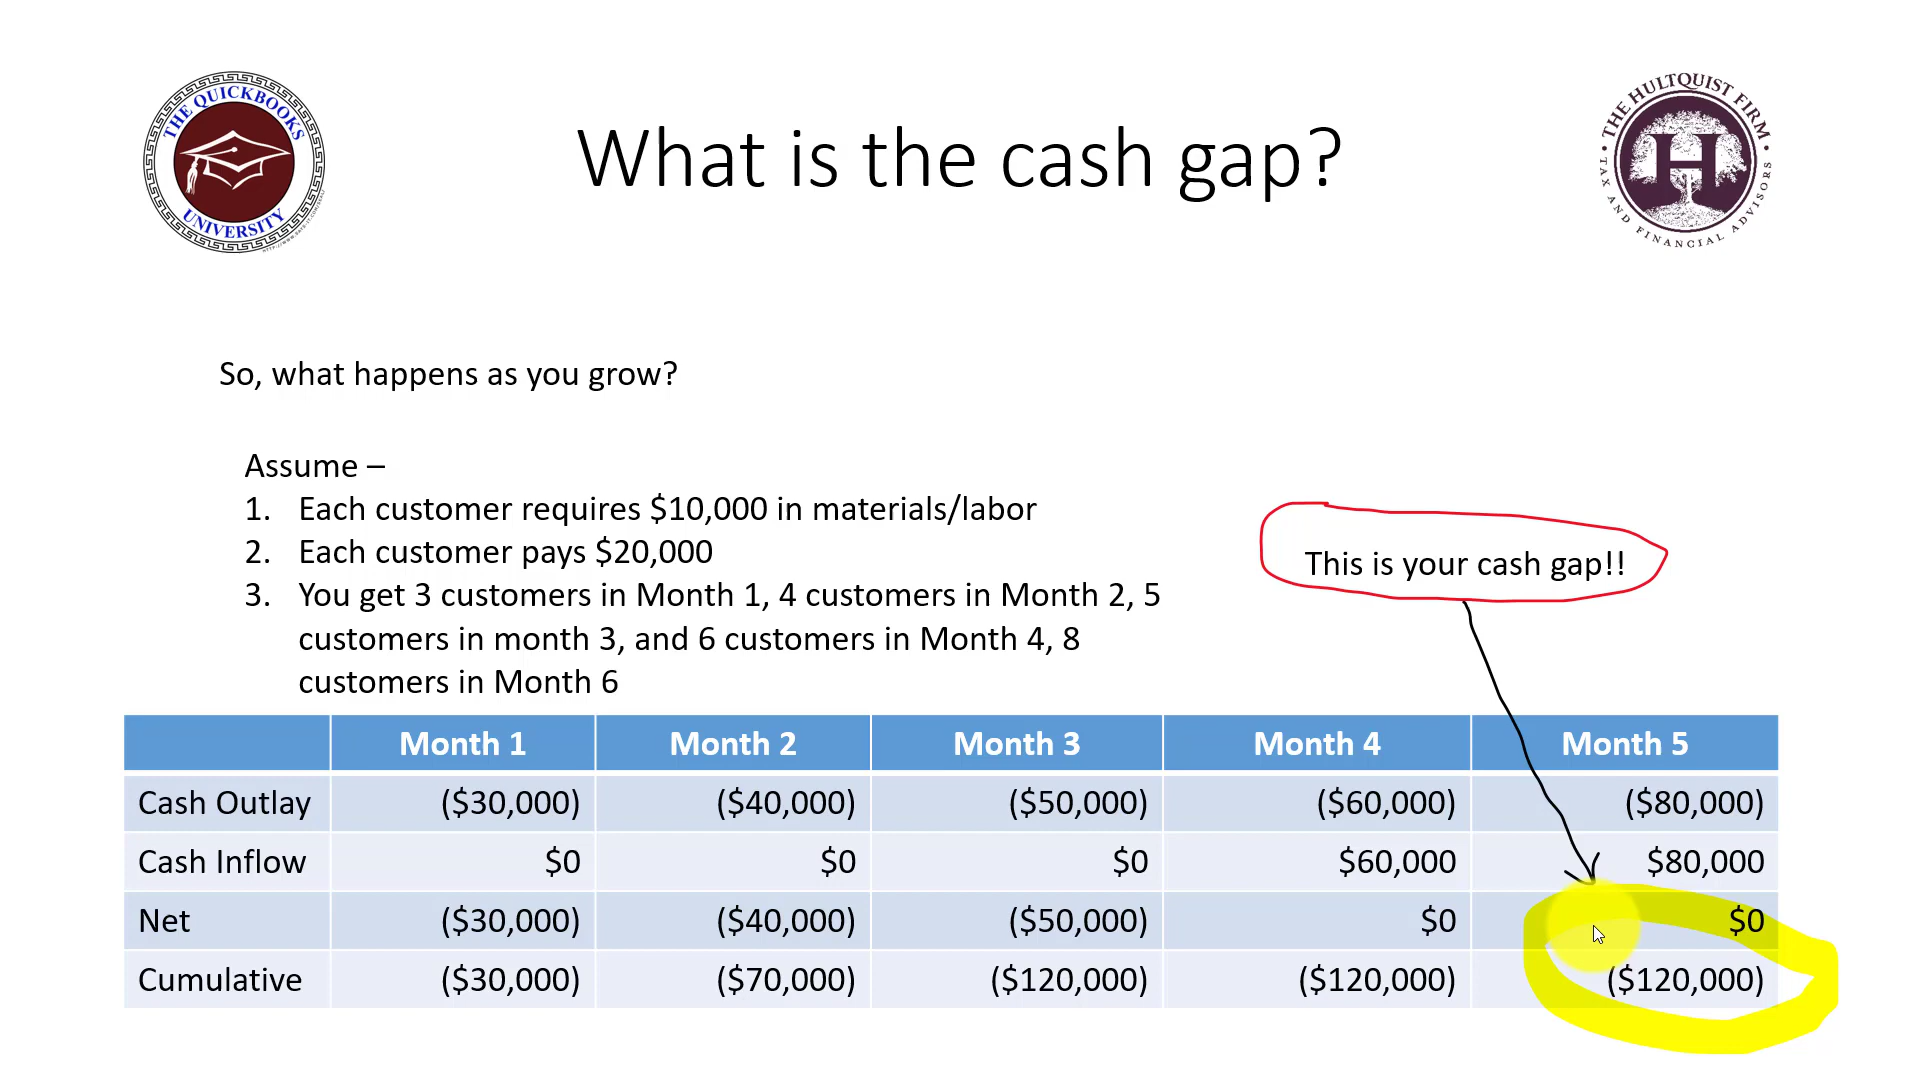 THE QUICKBOOKS
UNIVERSITY
What is the cash gap?
THE HULTQUIST FIRM
TAX AND FINANCIAL ADVISORS
H
So, what happens as you grow?
Assume –
1. Each customer requires $10,000 in materials/labor
2. Each customer pays $20,000
3. You get 3 customers in Month 1, 4 customers in Month 2, 5
customers in month 3, and 6 customers in Month 4, 8
customers in Month 6
This is your cash gap!!
Month 1 Month 2 Month 3 Month 4 Month 5
Cash Outlay ($30,000) ($40,000) ($50,000) ($60,000) ($80,000)
Cash Inflow $0 $0 $0 $60,000 $80,000
Net ($30,000) ($40,000) ($50,000) $0 $0
Cumulative ($30,000) ($70,000) ($120,000) ($120,000) ($120,000)